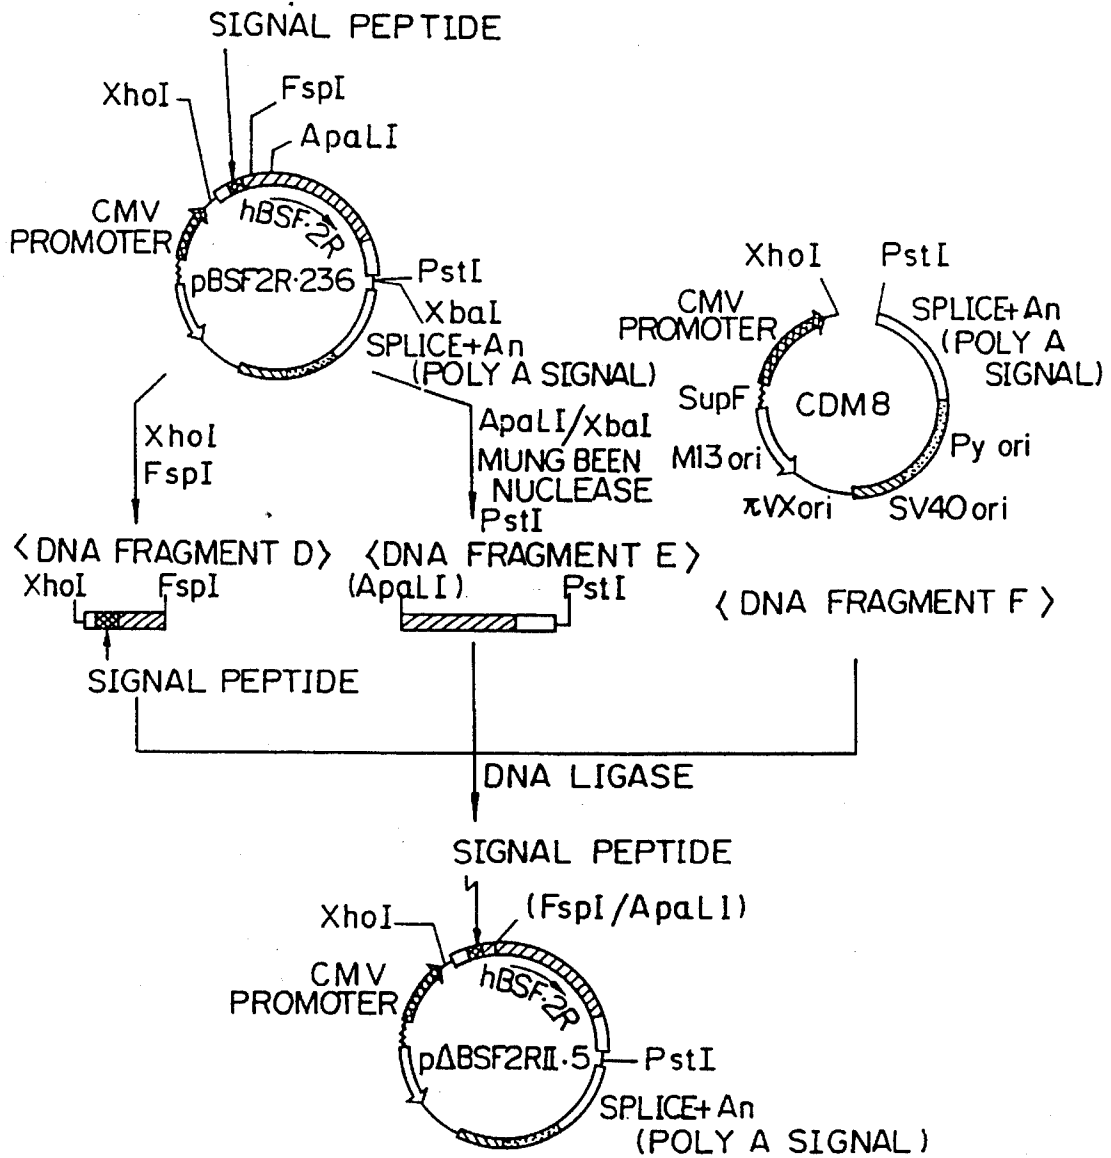 SIGNAL PEPTIDE
XhoI
FspI
ApaLI
CMV
PROMOTER
hBSF·2R
pBSF2R·236
PstI
XbaI
SPLICE+An
(POLY A SIGNAL)
XhoI
PstI
CMV
PROMOTER
SPLICE+An
(POLY A
SIGNAL)
SupF
CDM8
M13 ori
Py ori
πVXori
SV40 ori
XhoI
FspI
ApaLI/XbaI
MUNG BEEN
NUCLEASE
PstI
<DNA FRAGMENT D>
<DNA FRAGMENT E>
<DNA FRAGMENT F>
XhoI
FspI
(ApaLI)
PstI
SIGNAL PEPTIDE
DNA LIGASE
SIGNAL PEPTIDE
XhoI
(FspI/ApaL1)
CMV
PROMOTER
hBSF·2R
pΔBSF2RII·5
PstI
SPLICE+An
(POLY A SIGNAL)